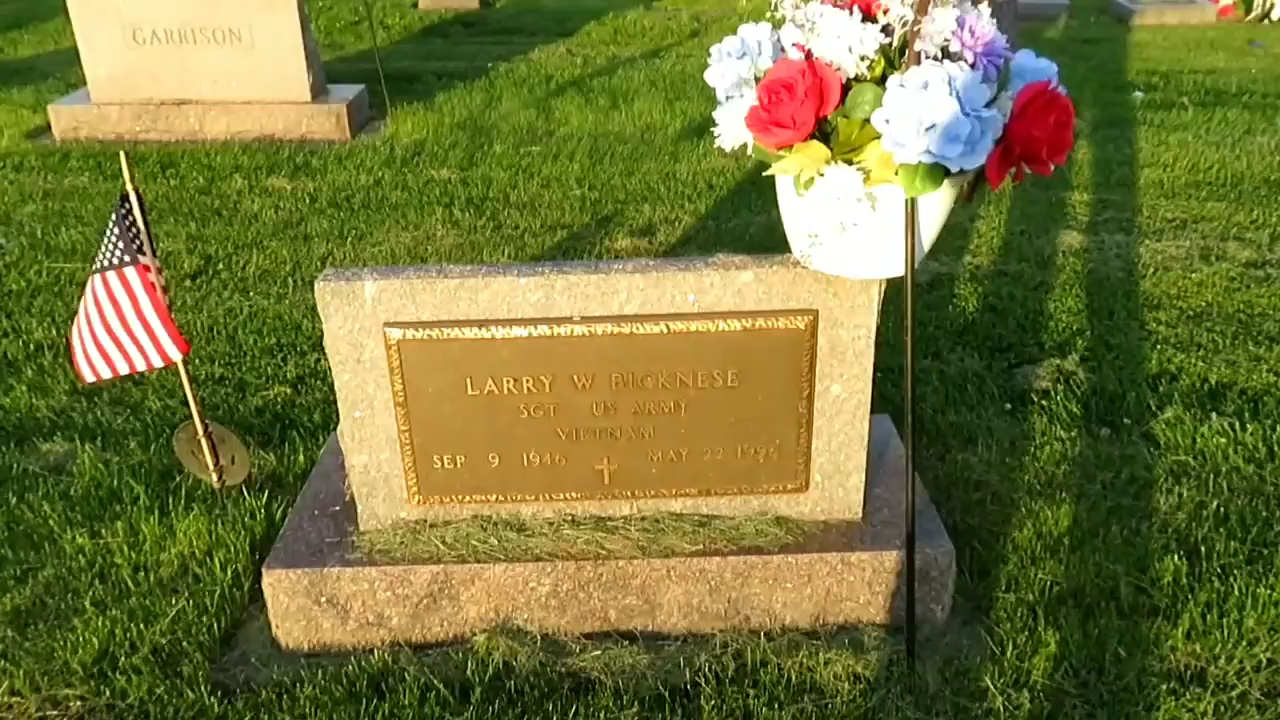 GARRISON
LARRY W BICKNESE
SGT US ARMY
VIETNAM
SEP 9 1946 MAY 22